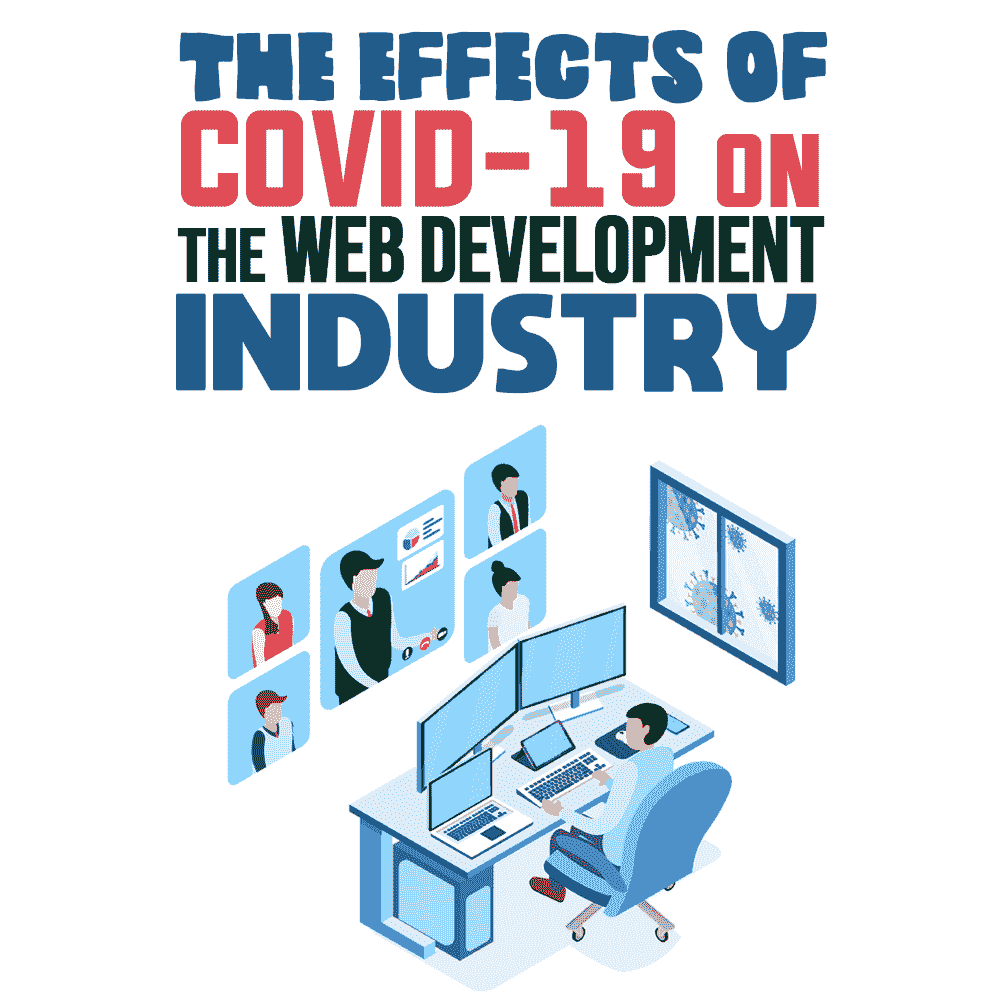 THE EFFECTS OF
COVID-19 ON
THE WEB DEVELOPMENT
INDUSTRY